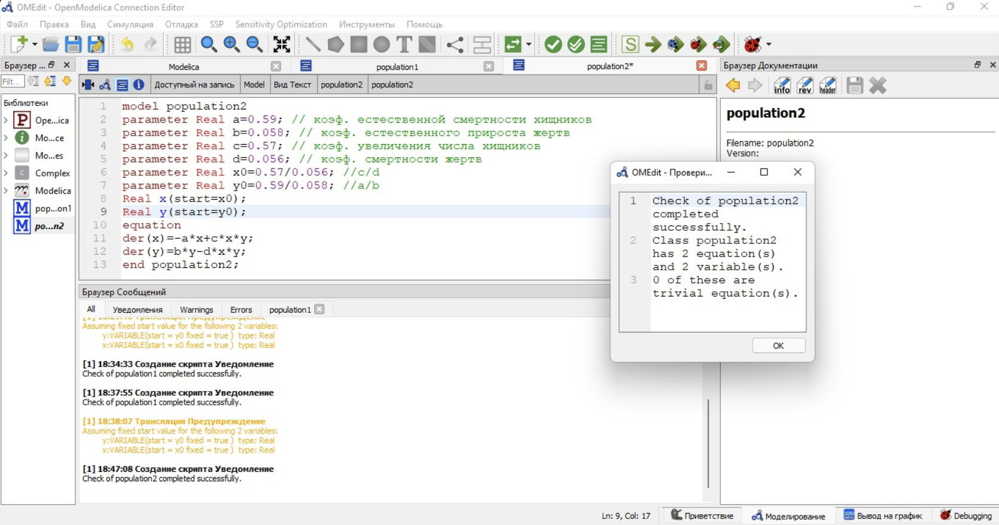 OMEdit - OpenModelica Connection Editor
Файл Правка Вид Симуляция Отладка SSP Sensitivity Optimization Инструменты Помощь
T S
Браузер ...
Filt...
Библиотеки
P Ope...ica
i Mo...ce
Mo...es
C Complex
Modelica
M pop...on1
M po...n2
Modelica population1 population2*
i Доступный на запись Model Вид Текст population2 population2
1 model population2
2 parameter Real a=0.59; // коэф. естественной смертности хищников
3 parameter Real b=0.058; // коэф. естественного прироста жертв
4 parameter Real c=0.57; // коэф. увеличения числа хищников
5 parameter Real d=0.056; // коэф. смертности жертв
6 parameter Real x0=0.57/0.056; //c/d
7 parameter Real y0=0.59/0.058; //a/b
8 Real x(start=x0);
9 Real y(start=y0);
10 equation
11 der(x)=-a*x+c*x*y;
12 der(y)=b*y-d*x*y;
13 end population2;
Браузер Сообщений
All Уведомления Warnings Errors population1
[1] 18:29:40 Трансляция Предупреждение
Assuming fixed start value for the following 2 variables:
y:VARIABLE(start = y0 fixed = true ) type: Real
x:VARIABLE(start = x0 fixed = true ) type: Real
[1] 18:34:33 Создание скрипта Уведомление
Check of population1 completed successfully.
[1] 18:37:55 Создание скрипта Уведомление
Check of population1 completed successfully.
[1] 18:38:07 Трансляция Предупреждение
Assuming fixed start value for the following 2 variables:
y:VARIABLE(start = y0 fixed = true ) type: Real
x:VARIABLE(start = x0 fixed = true ) type: Real
[1] 18:47:08 Создание скрипта Уведомление
Check of population2 completed successfully.
Браузер Документации
info rev header
population2
Filename: population2
Version:
OMEdit - Провери...
1 Check of population2
completed
successfully.
2 Class population2
has 2 equation(s)
and 2 variable(s).
3 0 of these are
trivial equation(s).
OK
Ln: 9, Col: 17 Приветствие Моделирование Вывод на график Debugging